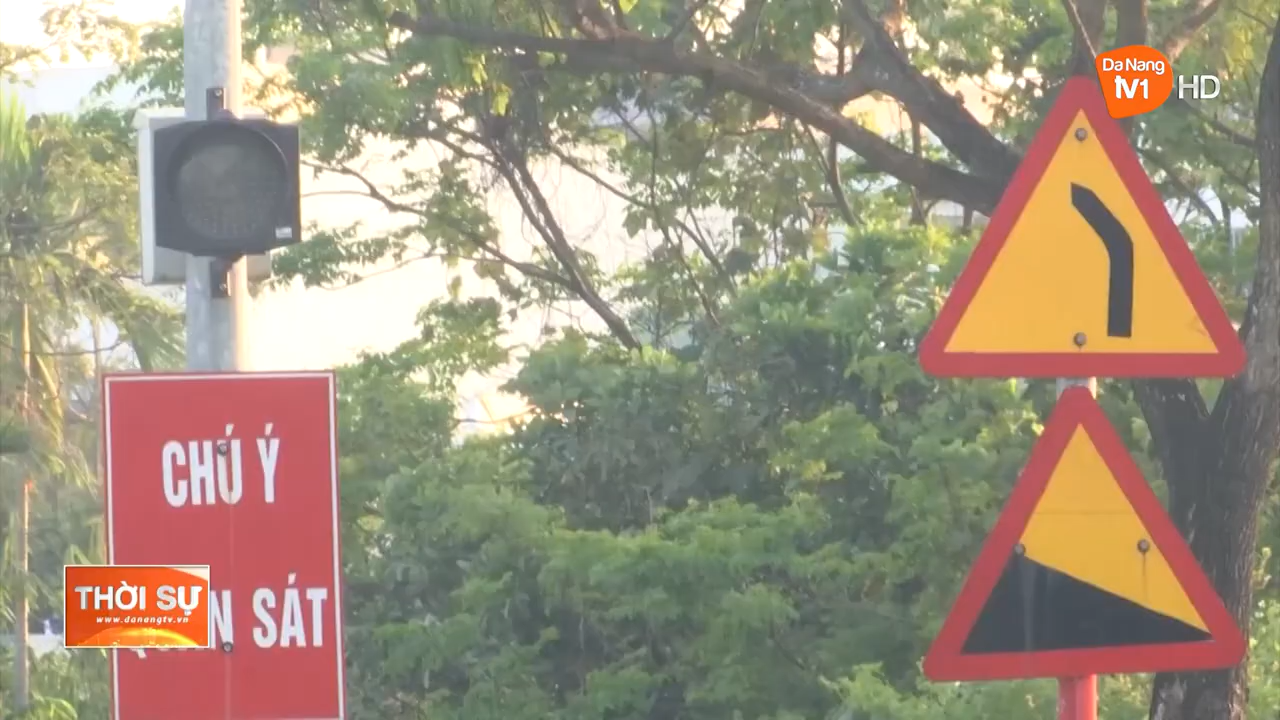 Da Nang
TV1 HD
CHÚ Ý
SÁT
THỜI SỰ
www.danangtv.vn